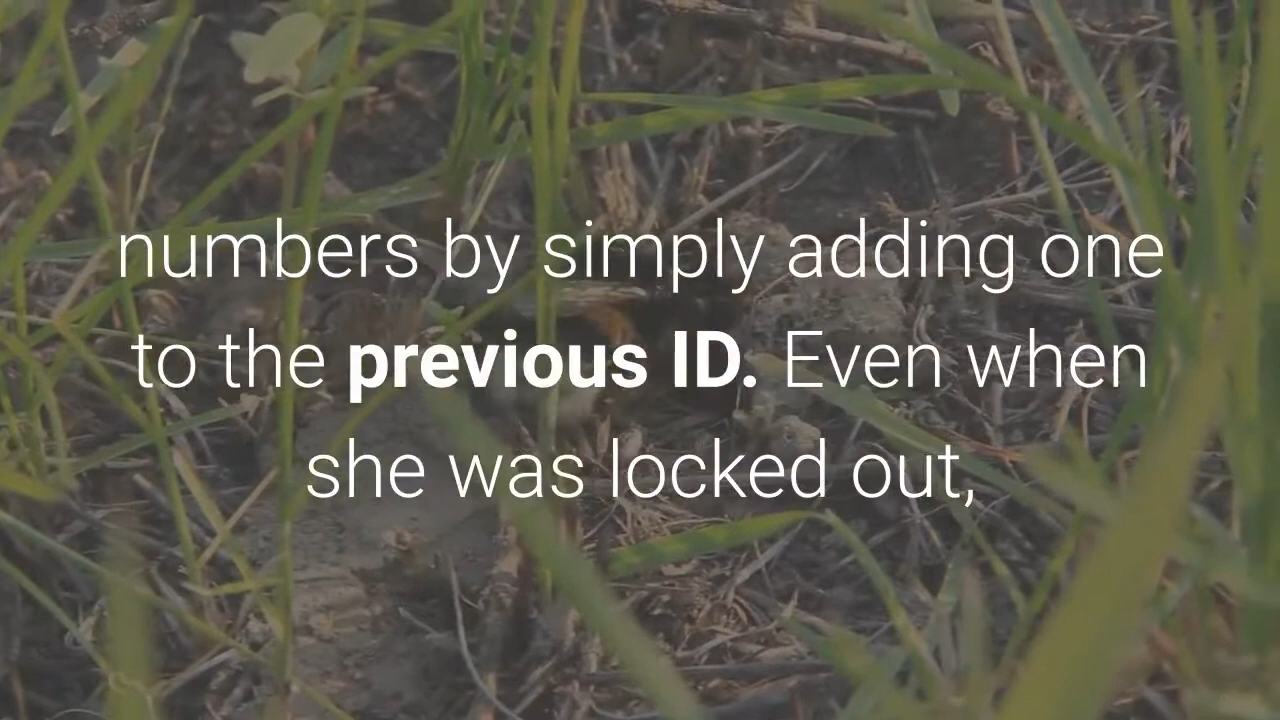 numbers by simply adding one
to the previous ID. Even when
she was locked out,